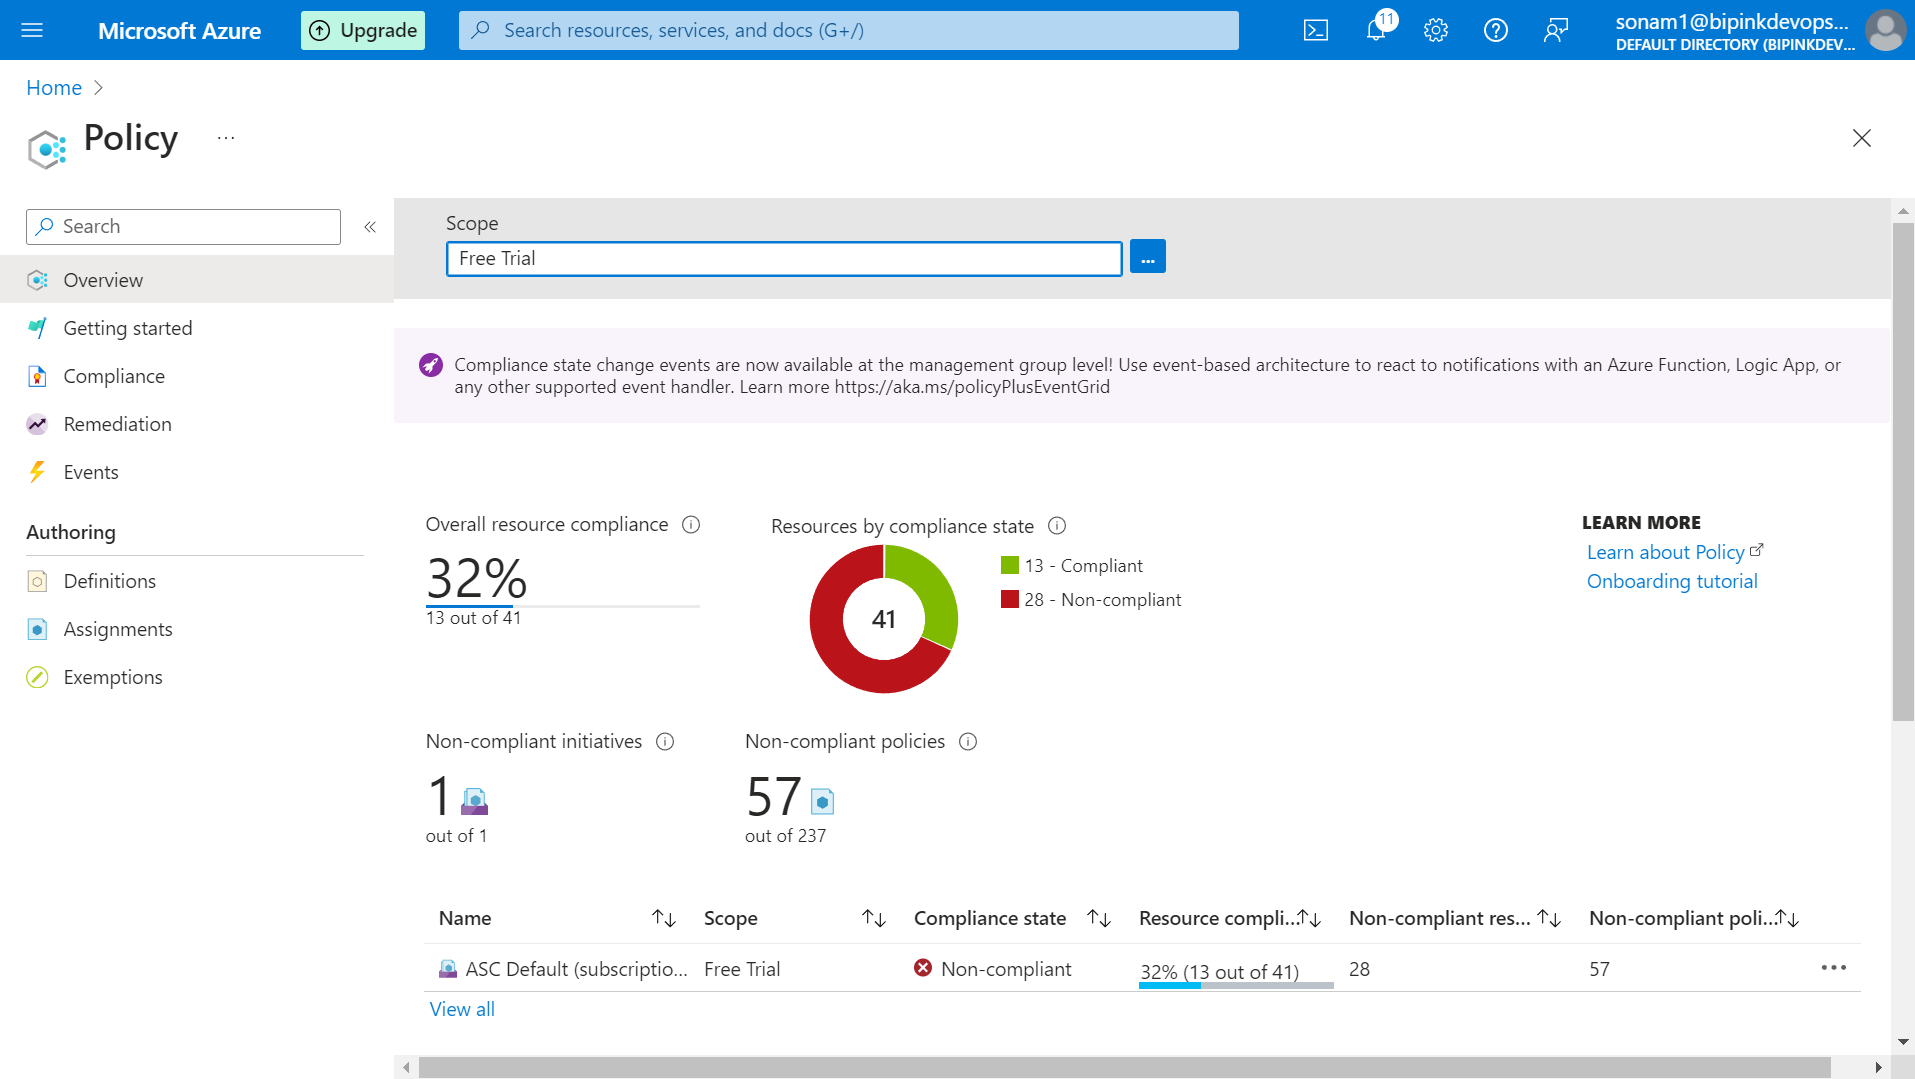 Microsoft Azure
Upgrade
Search resources, services, and docs (G+/)
11
sonam1@bipinkdevops...
DEFAULT DIRECTORY (BIPINKDEV...
Home
Policy
...
Search
«
Overview
Getting started
Compliance
Remediation
Events
Authoring
Definitions
Assignments
Exemptions
Scope
Free Trial
...
Compliance state change events are now available at the management group level! Use event-based architecture to react to notifications with an Azure Function, Logic App, or
any other supported event handler. Learn more https://aka.ms/policyPlusEventGrid
Overall resource compliance
32%
13 out of 41
Resources by compliance state
41
13 - Compliant
28 - Non-compliant
LEARN MORE
Learn about Policy
Onboarding tutorial
Non-compliant initiatives
1
out of 1
Non-compliant policies
57
out of 237
Name Scope Compliance state Resource compli... Non-compliant res... Non-compliant poli...
ASC Default (subscriptio... Free Trial Non-compliant 32% (13 out of 41) 28 57
View all